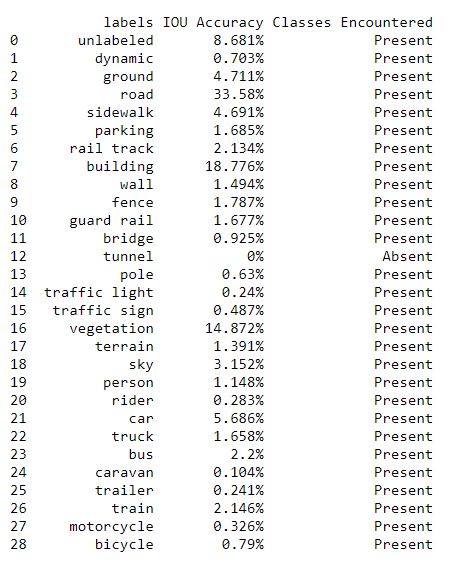 labels IOU Accuracy Classes Encountered
0 unlabeled 8.681% Present
1 dynamic 0.703% Present
2 ground 4.711% Present
3 road 33.58% Present
4 sidewalk 4.691% Present
5 parking 1.685% Present
6 rail track 2.134% Present
7 building 18.776% Present
8 wall 1.494% Present
9 fence 1.787% Present
10 guard rail 1.677% Present
11 bridge 0.925% Present
12 tunnel 0% Absent
13 pole 0.63% Present
14 traffic light 0.24% Present
15 traffic sign 0.487% Present
16 vegetation 14.872% Present
17 terrain 1.391% Present
18 sky 3.152% Present
19 person 1.148% Present
20 rider 0.283% Present
21 car 5.686% Present
22 truck 1.658% Present
23 bus 2.2% Present
24 caravan 0.104% Present
25 trailer 0.241% Present
26 train 2.146% Present
27 motorcycle 0.326% Present
28 bicycle 0.79% Present